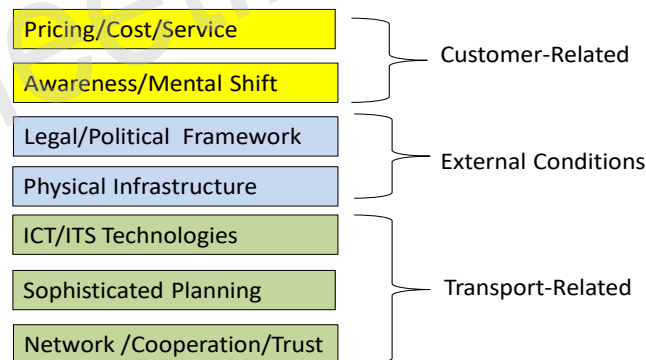 Pricing/Cost/Service
Awareness/Mental Shift
Customer-Related
Legal/Political Framework
Physical Infrastructure
External Conditions
ICT/ITS Technologies
Sophisticated Planning
Network /Cooperation/Trust
Transport-Related